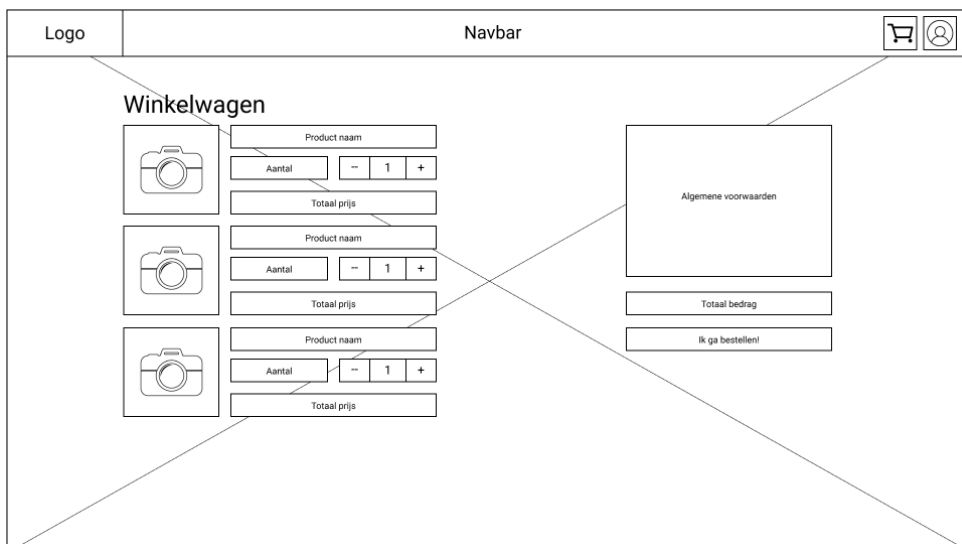 Logo
Navbar
Winkelwagen
Product naam
Aantal -- 1 +
Totaal prijs
Product naam
Aantal -- 1 +
Totaal prijs
Product naam
Aantal -- 1 +
Totaal prijs
Algemene voorwaarden
Totaal bedrag
Ik ga bestellen!